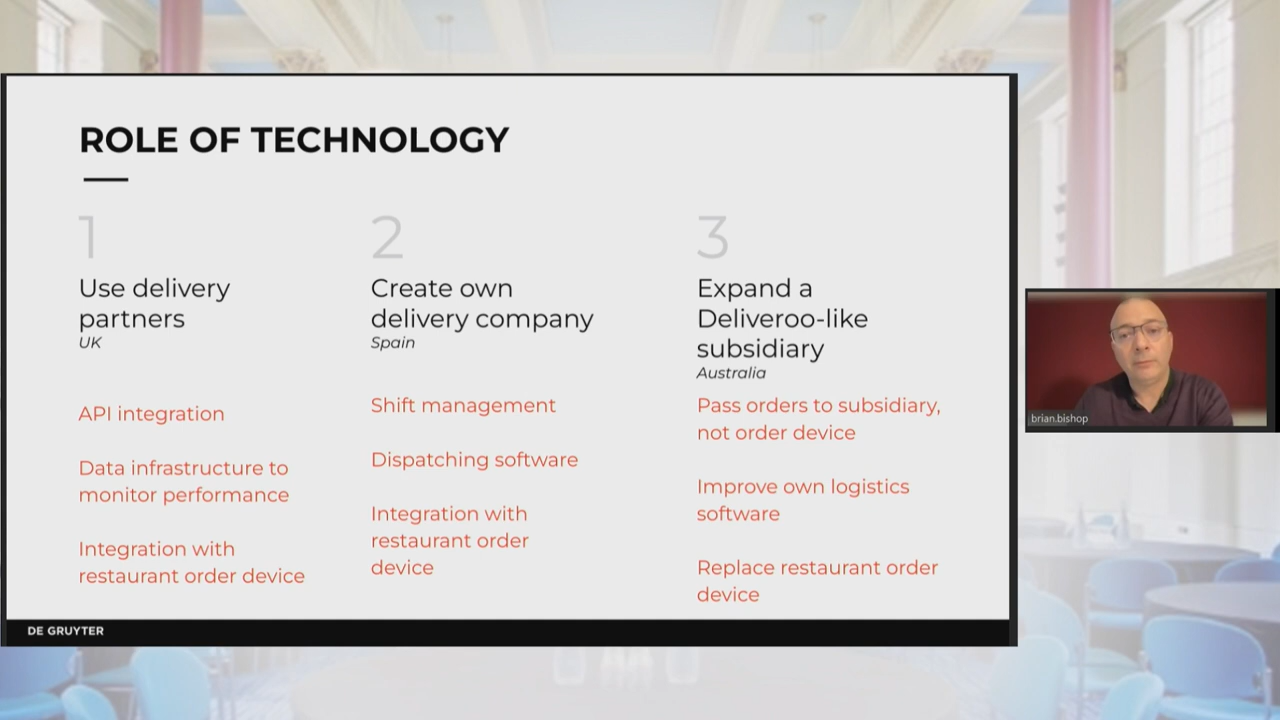 ROLE OF TECHNOLOGY
1
Use delivery
partners
UK
API integration
Data infrastructure to
monitor performance
Integration with
restaurant order device
2
Create own
delivery company
Spain
Shift management
Dispatching software
Integration with
restaurant order
device
3
Expand a
Deliveroo-like
subsidiary
Australia
Pass orders to subsidiary,
not order device
Improve own logistics
software
Replace restaurant order
device
brian.bishop
DE GRUYTER